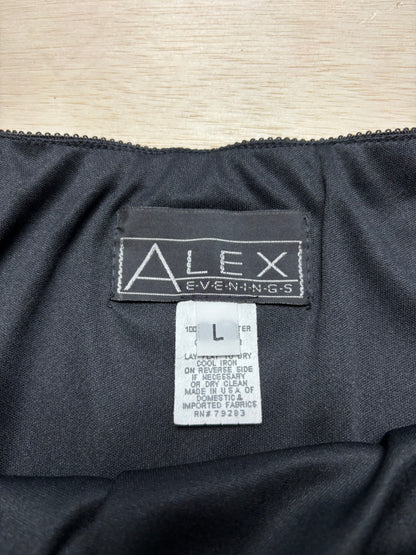 ALEX
E·V·E·N·I·N·G·S
L
100
LAY FLAT TO DRY
COOL IRON
ON REVERSE SIDE
IF NECESSARY
OR DRY CLEAN
MADE IN U.S.A OF
DOMESTIC &
IMPORTED FABRICS
RN# 79283